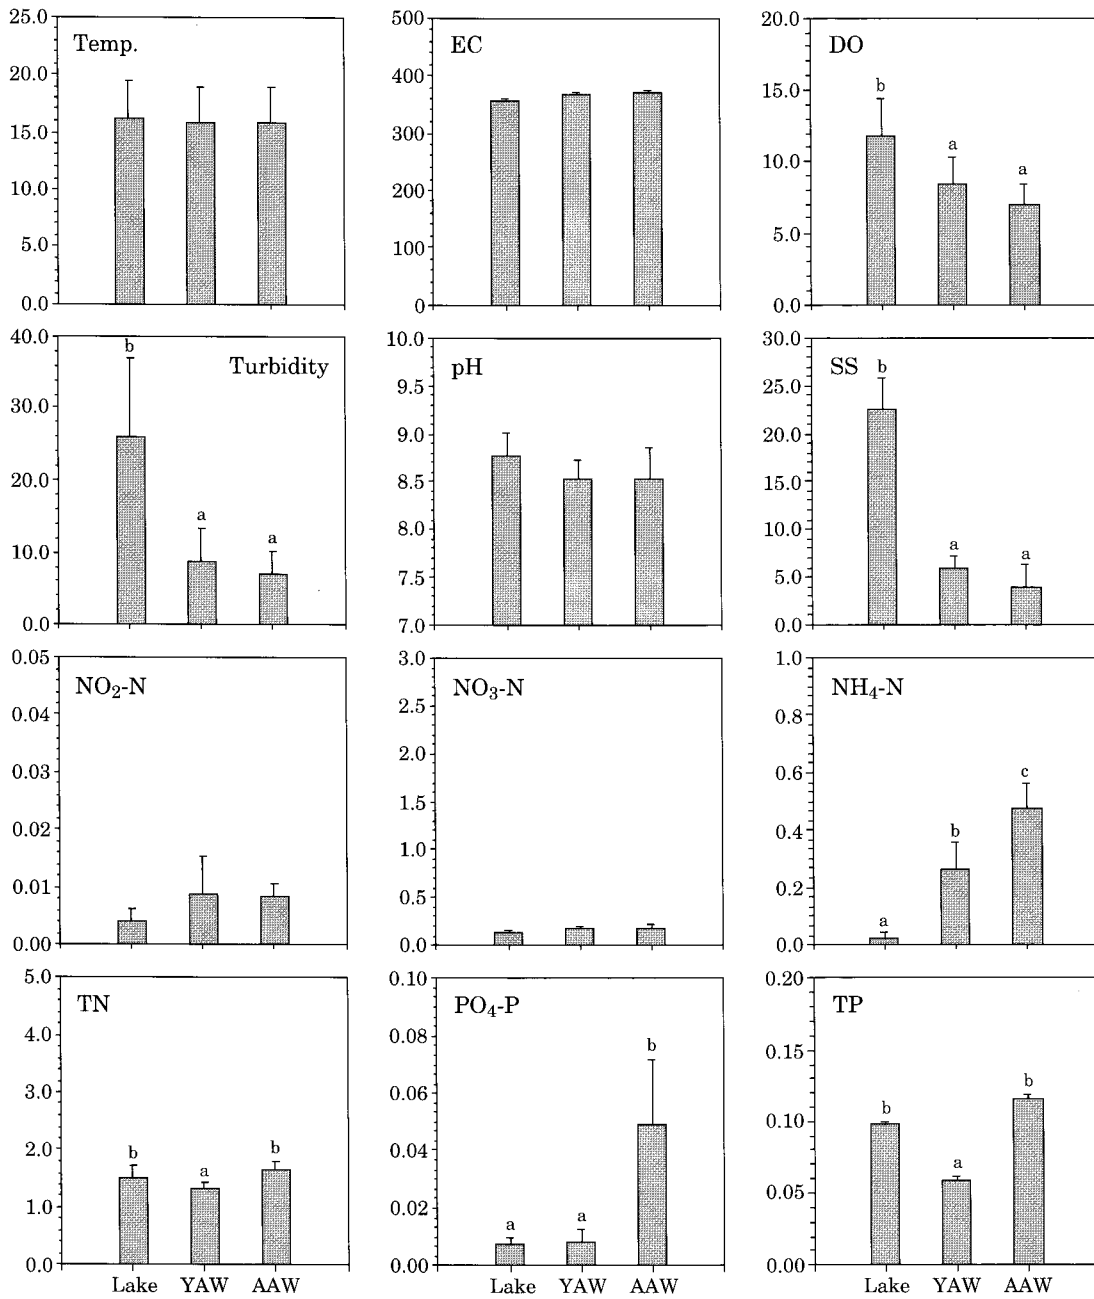 Temp.
25.0
20.0
15.0
10.0
5.0
0.0
EC
500
400
300
200
100
0
DO
20.0
15.0
10.0
5.0
0.0
b
a
a
Turbidity
40.0
30.0
20.0
10.0
0.0
b
a
a
pH
10.0
9.5
9.0
8.5
8.0
7.5
7.0
SS
30.0
25.0
20.0
15.0
10.0
5.0
0.0
b
a
a
NO₂-N
0.05
0.04
0.03
0.02
0.01
0.00
NO₃-N
3.0
2.5
2.0
1.5
1.0
0.5
0.0
NH₄-N
1.0
0.8
0.6
0.4
0.2
0.0
a
b
c
TN
5.0
4.0
3.0
2.0
1.0
0.0
b
a
b
Lake YAW AAW
PO₄-P
0.10
0.08
0.06
0.04
0.02
0.00
a
a
b
Lake YAW AAW
TP
0.20
0.15
0.10
0.05
0.00
b
a
b
Lake YAW AAW